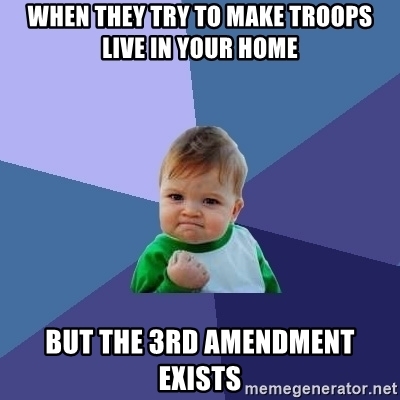 WHEN THEY TRY TO MAKE TROOPS
LIVE IN YOUR HOME
BUT THE 3RD AMENDMENT
EXISTS
memegenerator.net